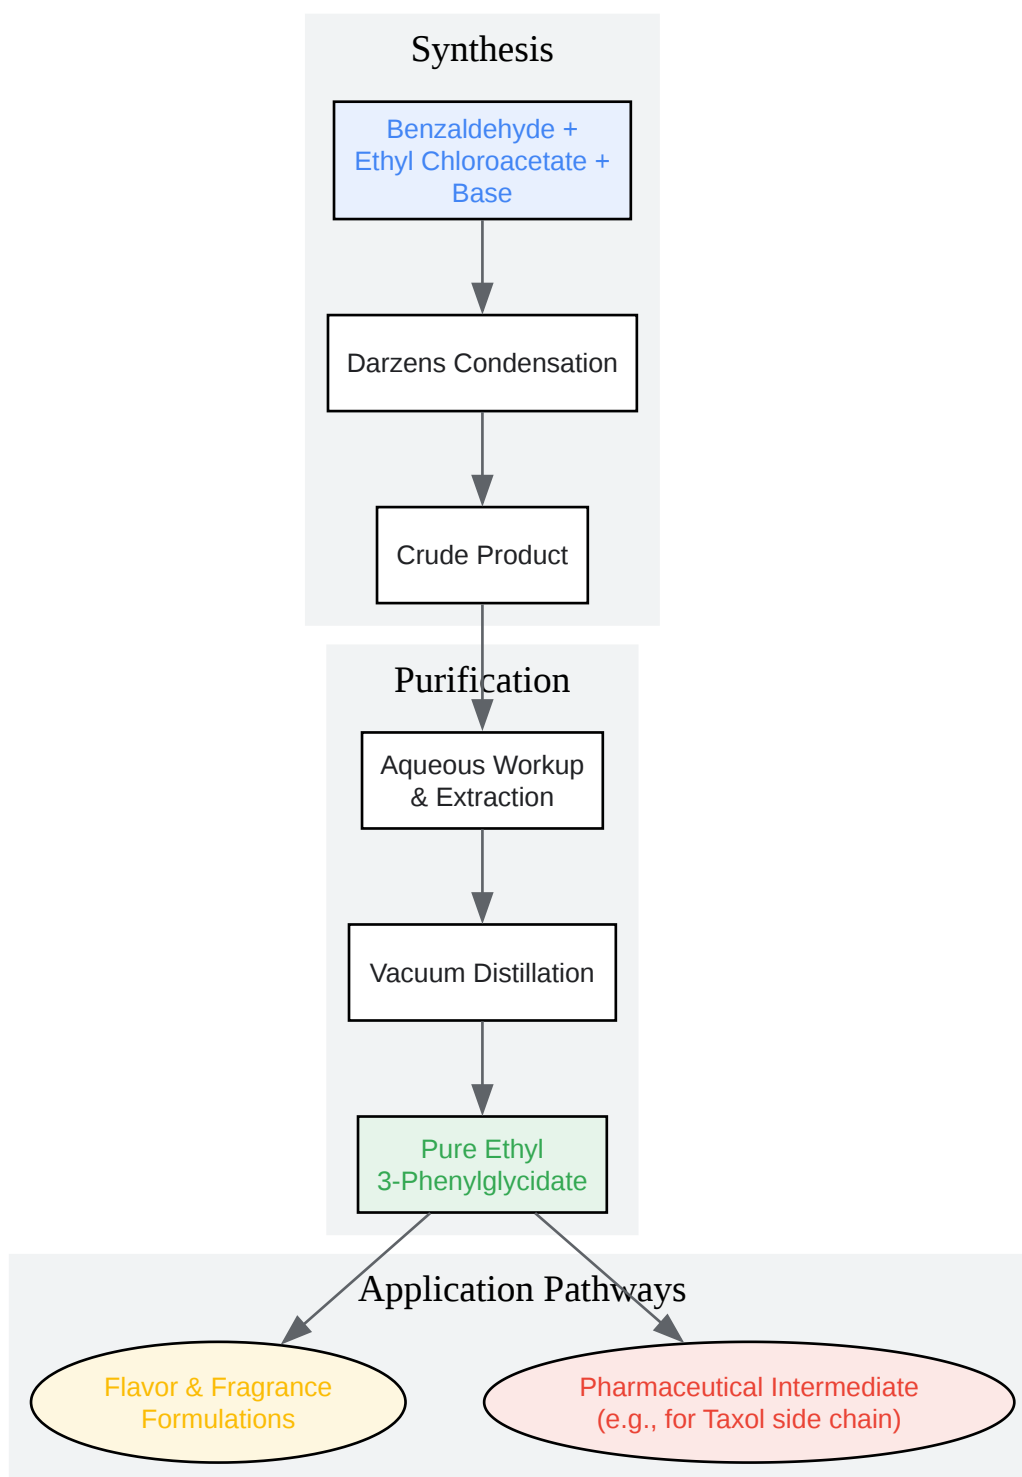 Synthesis
Benzaldehyde +
Ethyl Chloroacetate +
Base
Darzens Condensation
Crude Product
Purification
Aqueous Workup
& Extraction
Vacuum Distillation
Pure Ethyl
3-Phenylglycidate
Application Pathways
Flavor & Fragrance
Formulations
Pharmaceutical Intermediate
(e.g., for Taxol side chain)